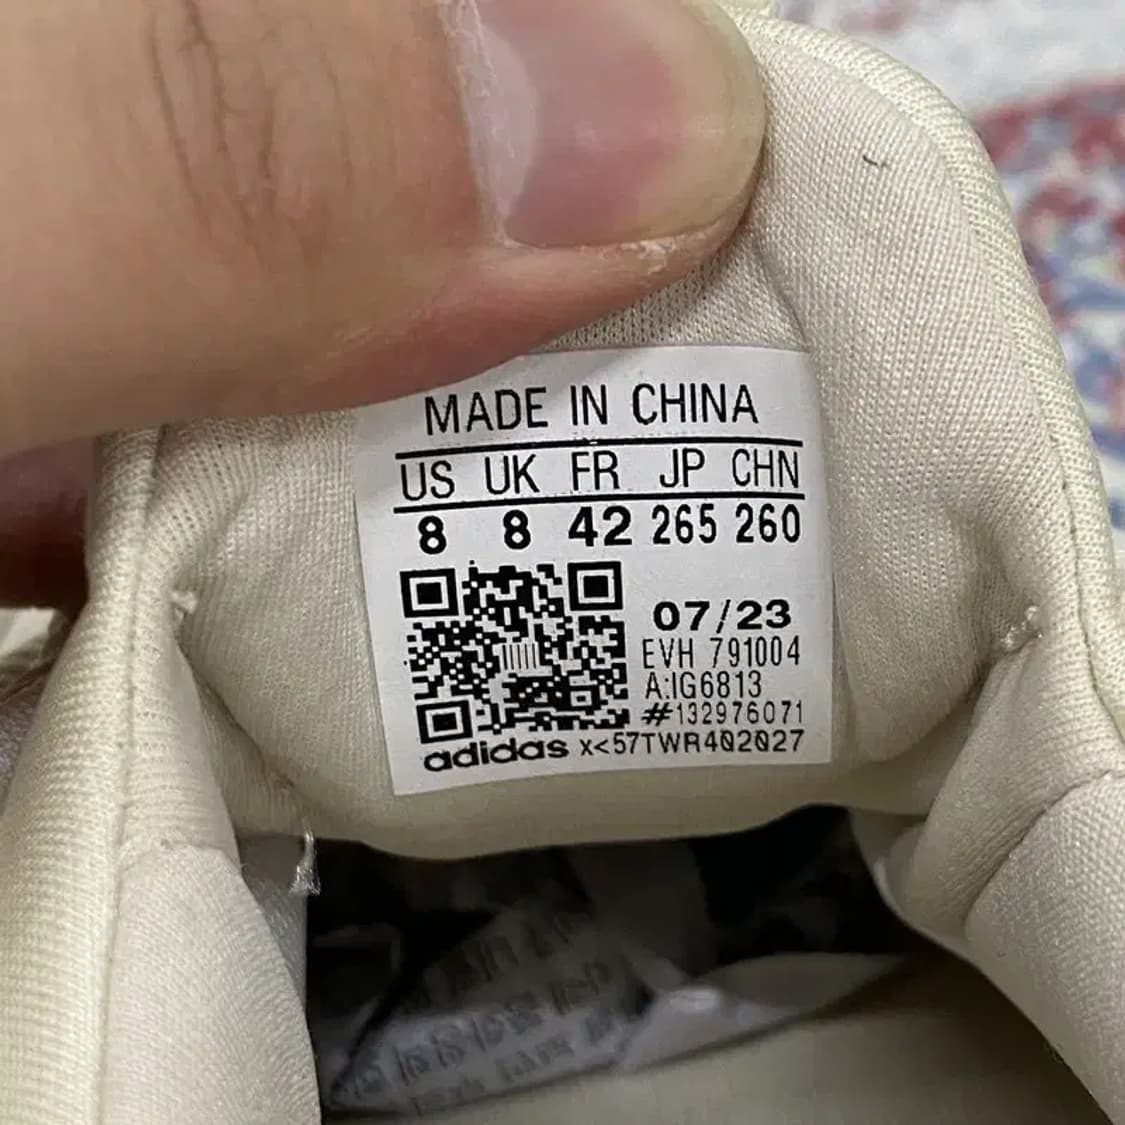 MADE IN CHINA
US UK FR JP CHN
8 8 42 265 260
07/23
EVH 791004
A:IG6813
#132976071
adidas x<57TWR402027